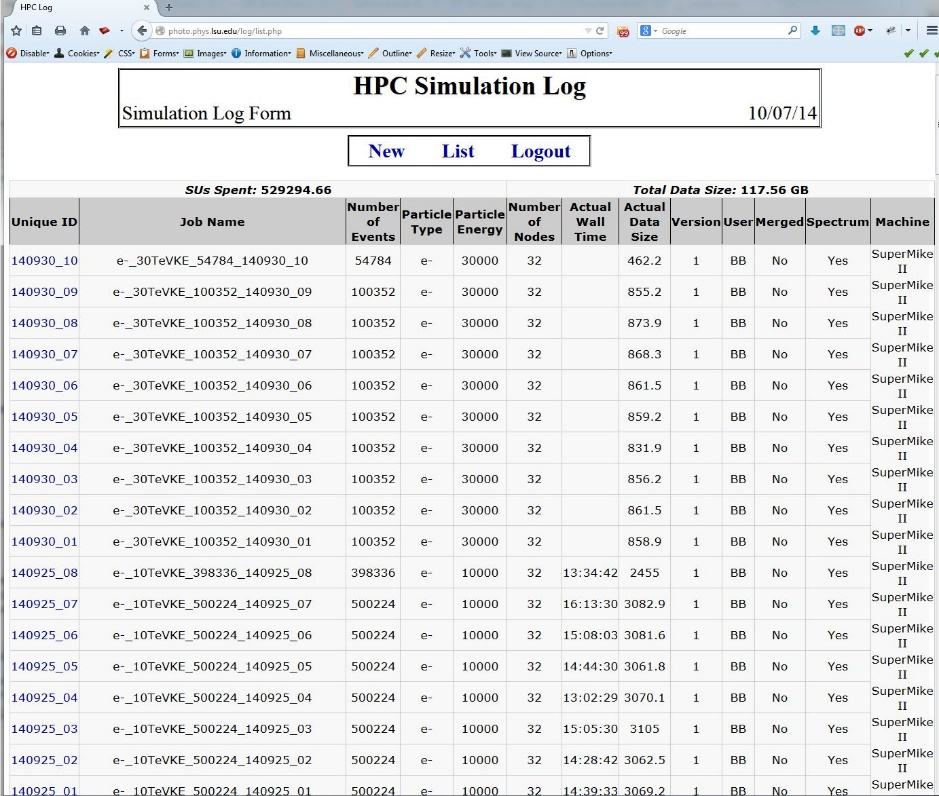 HPC Log
photo.phys.lsu.edu/log/list.php
Google
Disable Cookies CSS Forms Images Information Miscellaneous Outline Resize Tools View Source Options
HPC Simulation Log
Simulation Log Form 10/07/14
New List Logout
SUs Spent: 529294.66 Total Data Size: 117.56 GB
Unique ID Job Name Number of Events Particle Type Particle Energy Number of Nodes Actual Wall Time Actual Data Size Version User Merged Spectrum Machine
140930_10 e-_30TeVKE_54784_140930_10 54784 e- 30000 32 462.2 1 BB No Yes SuperMike II
140930_09 e-_30TeVKE_100352_140930_09 100352 e- 30000 32 855.2 1 BB No Yes SuperMike II
140930_08 e-_30TeVKE_100352_140930_08 100352 e- 30000 32 873.9 1 BB No Yes SuperMike II
140930_07 e-_30TeVKE_100352_140930_07 100352 e- 30000 32 868.3 1 BB No Yes SuperMike II
140930_06 e-_30TeVKE_100352_140930_06 100352 e- 30000 32 861.5 1 BB No Yes SuperMike II
140930_05 e-_30TeVKE_100352_140930_05 100352 e- 30000 32 859.2 1 BB No Yes SuperMike II
140930_04 e-_30TeVKE_100352_140930_04 100352 e- 30000 32 831.9 1 BB No Yes SuperMike II
140930_03 e-_30TeVKE_100352_140930_03 100352 e- 30000 32 856.2 1 BB No Yes SuperMike II
140930_02 e-_30TeVKE_100352_140930_02 100352 e- 30000 32 861.5 1 BB No Yes SuperMike II
140930_01 e-_30TeVKE_100352_140930_01 100352 e- 30000 32 858.9 1 BB No Yes SuperMike II
140925_08 e-_10TeVKE_398336_140925_08 398336 e- 10000 32 13:34:42 2455 1 BB No Yes SuperMike II
140925_07 e-_10TeVKE_500224_140925_07 500224 e- 10000 32 16:13:30 3082.9 1 BB No Yes SuperMike II
140925_06 e-_10TeVKE_500224_140925_06 500224 e- 10000 32 15:08:03 3081.6 1 BB No Yes SuperMike II
140925_05 e-_10TeVKE_500224_140925_05 500224 e- 10000 32 14:44:30 3061.8 1 BB No Yes SuperMike II
140925_04 e-_10TeVKE_500224_140925_04 500224 e- 10000 32 13:02:29 3070.1 1 BB No Yes SuperMike II
140925_03 e-_10TeVKE_500224_140925_03 500224 e- 10000 32 15:05:30 3105 1 BB No Yes SuperMike II
140925_02 e-_10TeVKE_500224_140925_02 500224 e- 10000 32 14:28:42 3062.5 1 BB No Yes SuperMike II
140925_01 e-_10TeVKE_500224_140925_01 500224 e- 10000 32 14:39:33 3069.2 1 BB No Yes SuperMike